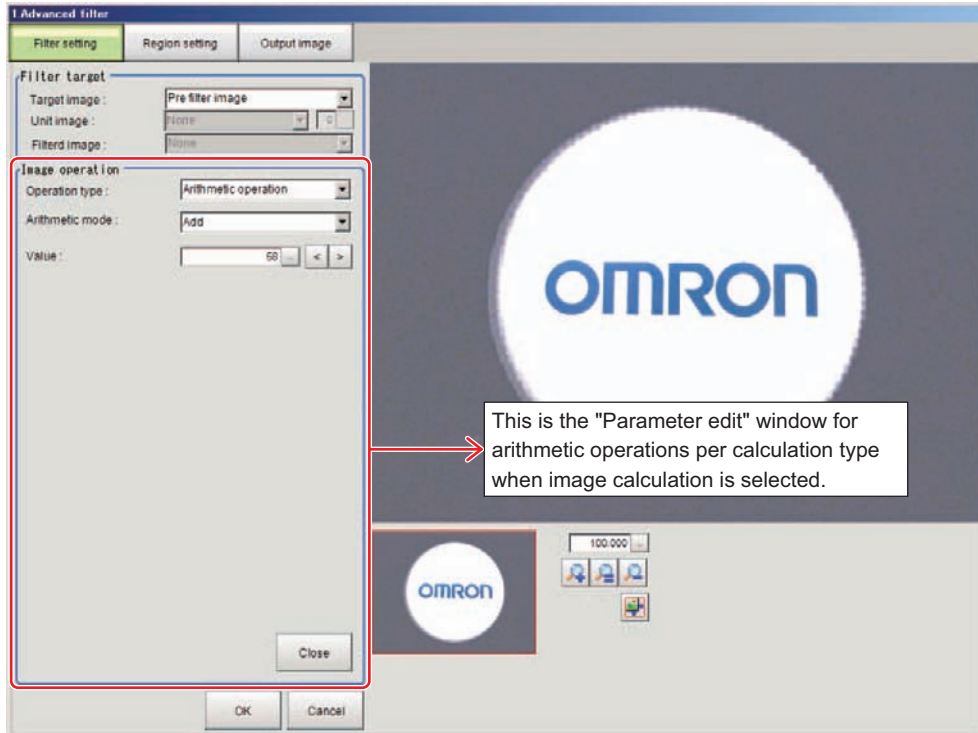 1.Advanced filter
Filter setting
Region setting
Output image
Filter target
Target image :
Pre filter image
Unit image :
None
0
Filterd image :
None
Image operation
Operation type :
Arithmetic operation
Arithmetic mode :
Add
Value :
< >
OMRON
This is the "Parameter edit" window for
arithmetic operations per calculation type
when image calculation is selected.
OMRON
100.000 ...
Close
OK
Cancel